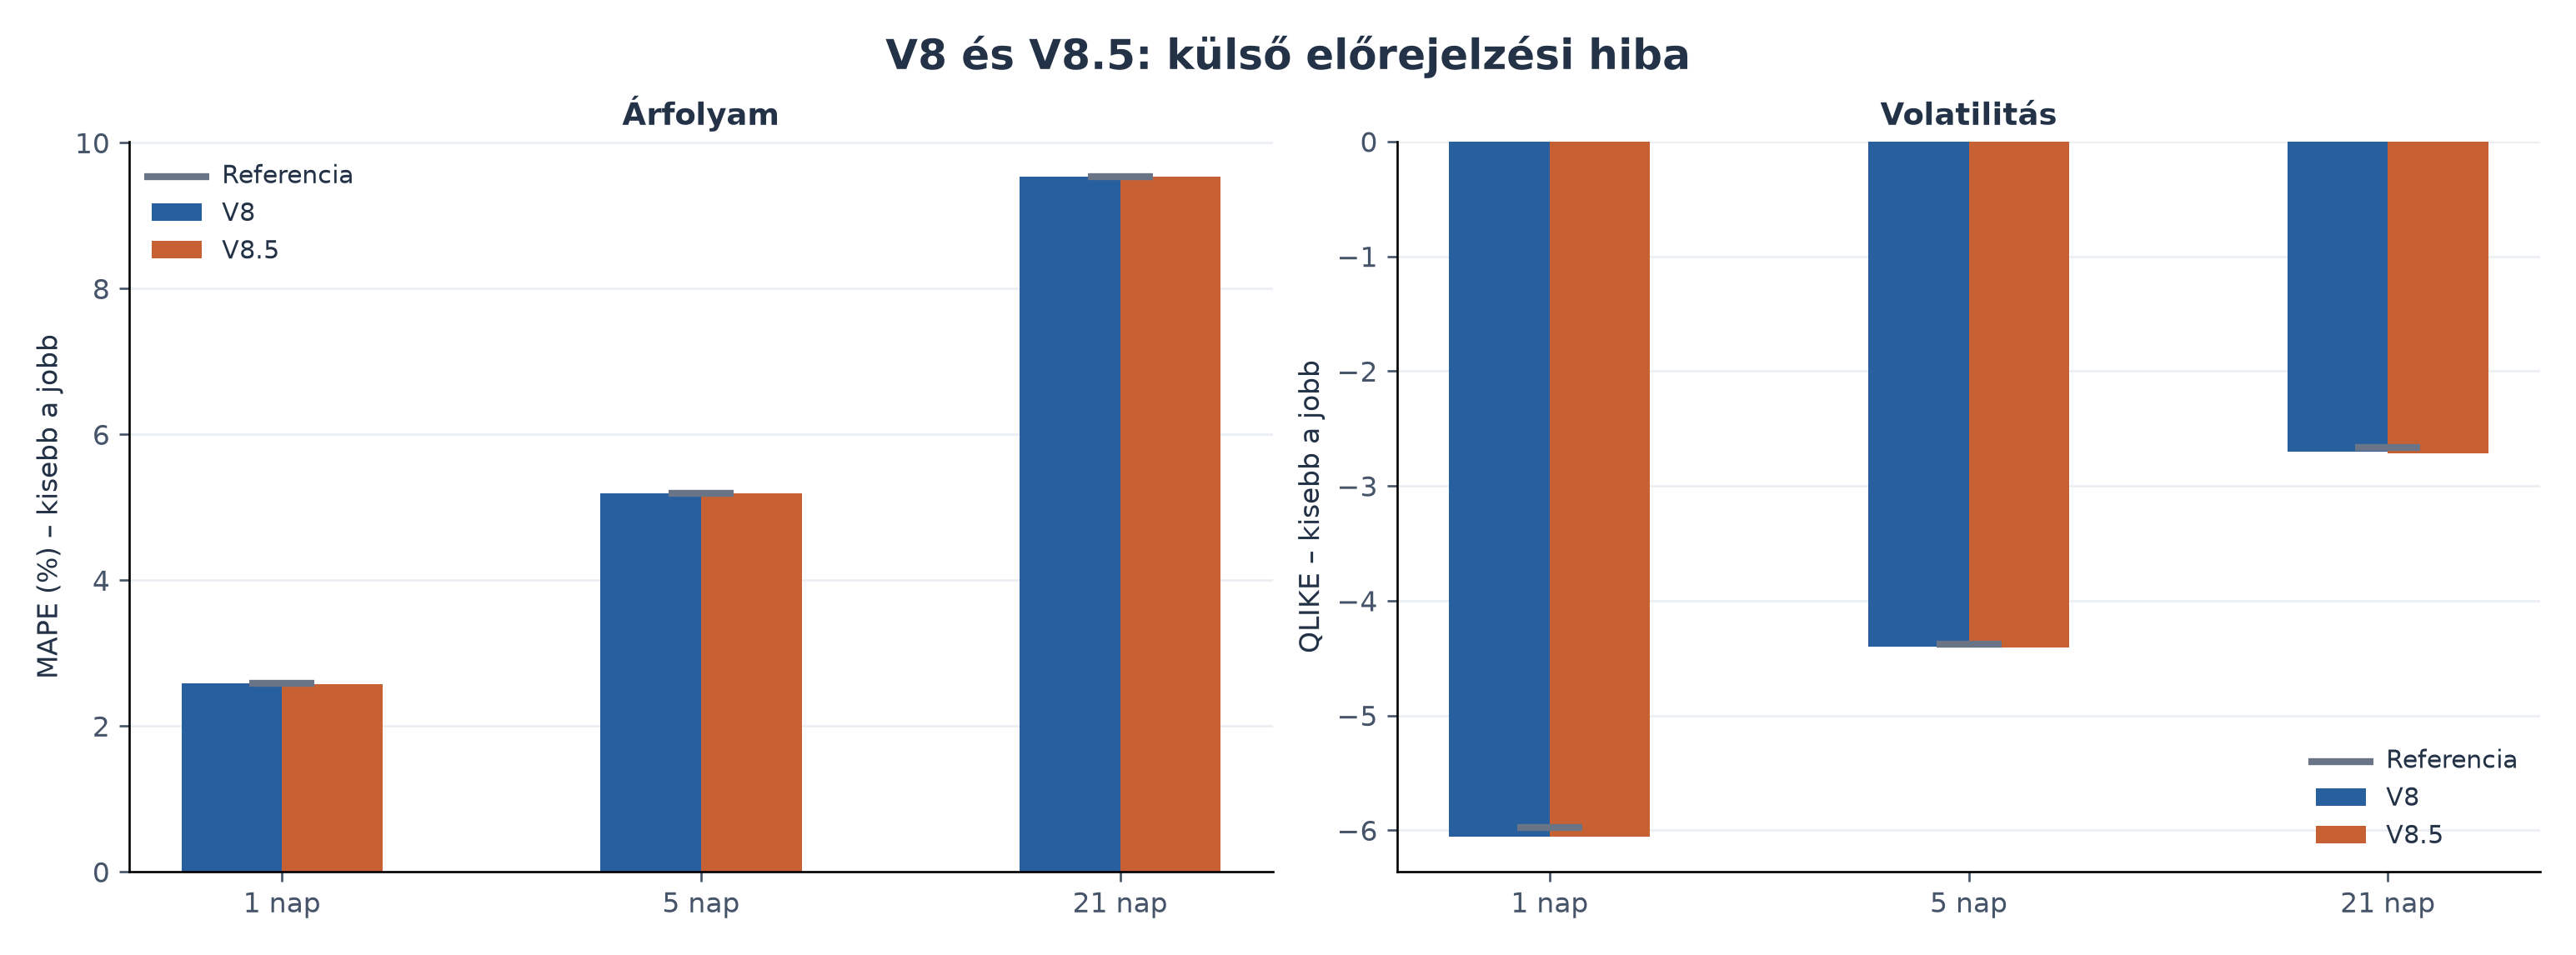 V8 és V8.5: külső előrejelzési hiba
Árfolyam
MAPE (%) – kisebb a jobb
10
8
6
4
2
0
Referencia
V8
V8.5
1 nap
5 nap
21 nap
Volatilitás
QLIKE – kisebb a jobb
0
−1
−2
−3
−4
−5
−6
Referencia
V8
V8.5
1 nap
5 nap
21 nap